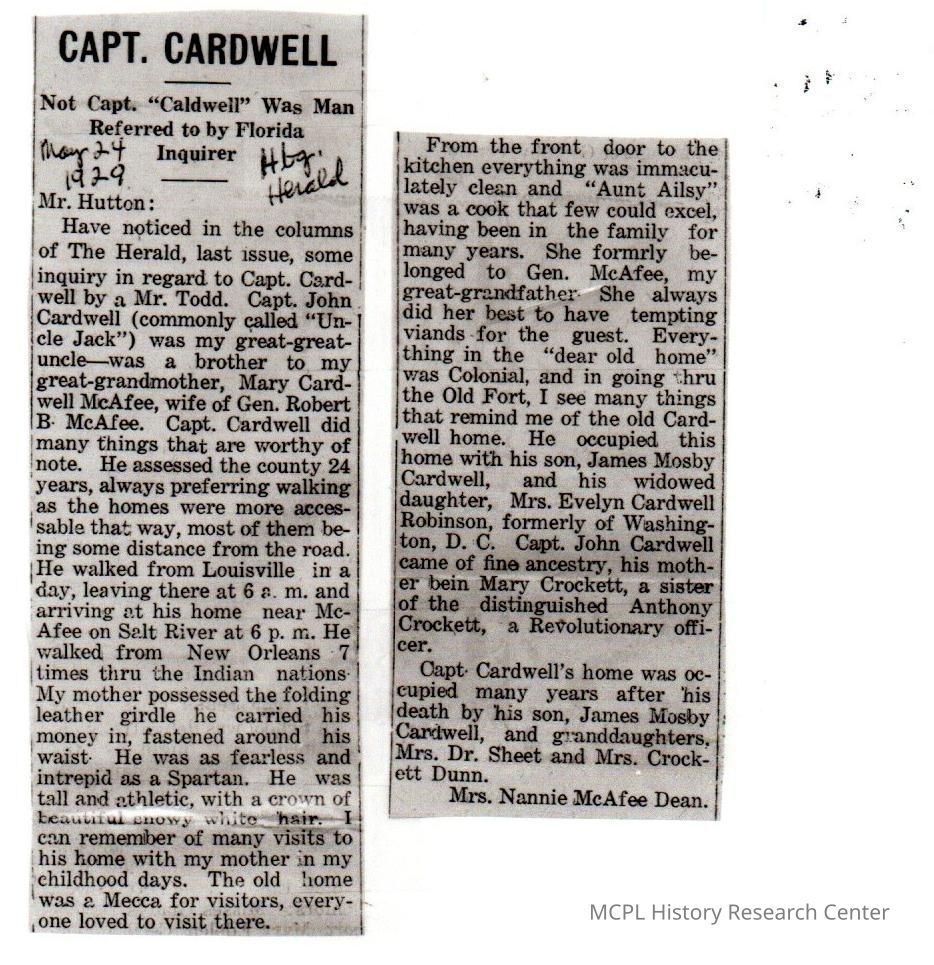 CAPT. CARDWELL
Not Capt. "Caldwell" Was Man
Referred to by Florida
Inquirer
May 24
1929
Hbg.
Herald
Mr. Hutton:
Have noticed in the columns
of The Herald, last issue, some
inquiry in regard to Capt. Card-
well by a Mr. Todd. Capt. John
Cardwell (commonly called "Un-
cle Jack") was my great-great-
uncle—was a brother to my
great-grandmother, Mary Card-
well McAfee, wife of Gen. Robert
B· McAfee. Capt. Cardwell did
many things that are worthy of
note. He assessed the county 24
years, always preferring walking
as the homes were more acces-
sable that way, most of them be-
ing some distance from the road.
He walked from Louisville in a
day, leaving there at 6 a. m. and
arriving at his home near Mc-
Afee on Salt River at 6 p. m. He
walked from New Orleans 7
times thru the Indian nations·
My mother possessed the folding
leather girdle he carried his
money in, fastened around his
waist· He was as fearless and
intrepid as a Spartan. He was
tall and athletic, with a crown of
beautiful snowy white hair. I
can remember of many visits to
his home with my mother in my
childhood days. The old home
was a Mecca for visitors, every-
one loved to visit there.
From the front door to the
kitchen everything was immacu-
lately clean and "Aunt Ailsy"
was a cook that few could excel,
having been in the family for
many years. She formrly be-
longed to Gen. McAfee, my
great-grandfather· She always
did her best to have tempting
viands for the guest. Every-
thing in the "dear old home"
was Colonial, and in going thru
the Old Fort, I see many things
that remind me of the old Card-
well home. He occupied this
home with his son, James Mosby
Cardwell, and his widowed
daughter, Mrs. Evelyn Cardwell
Robinson, formerly of Washing-
ton, D. C. Capt. John Cardwell
came of fine ancestry, his moth-
er bein Mary Crockett, a sister
of the distinguished Anthony
Crockett, a Revolutionary offi-
cer.
Capt· Cardwell's home was oc-
cupied many years after his
death by his son, James Mosby
Cardwell, and granddaughters,
Mrs. Dr. Sheet and Mrs. Crock-
ett Dunn.
Mrs. Nannie McAfee Dean.
MCPL History Research Center